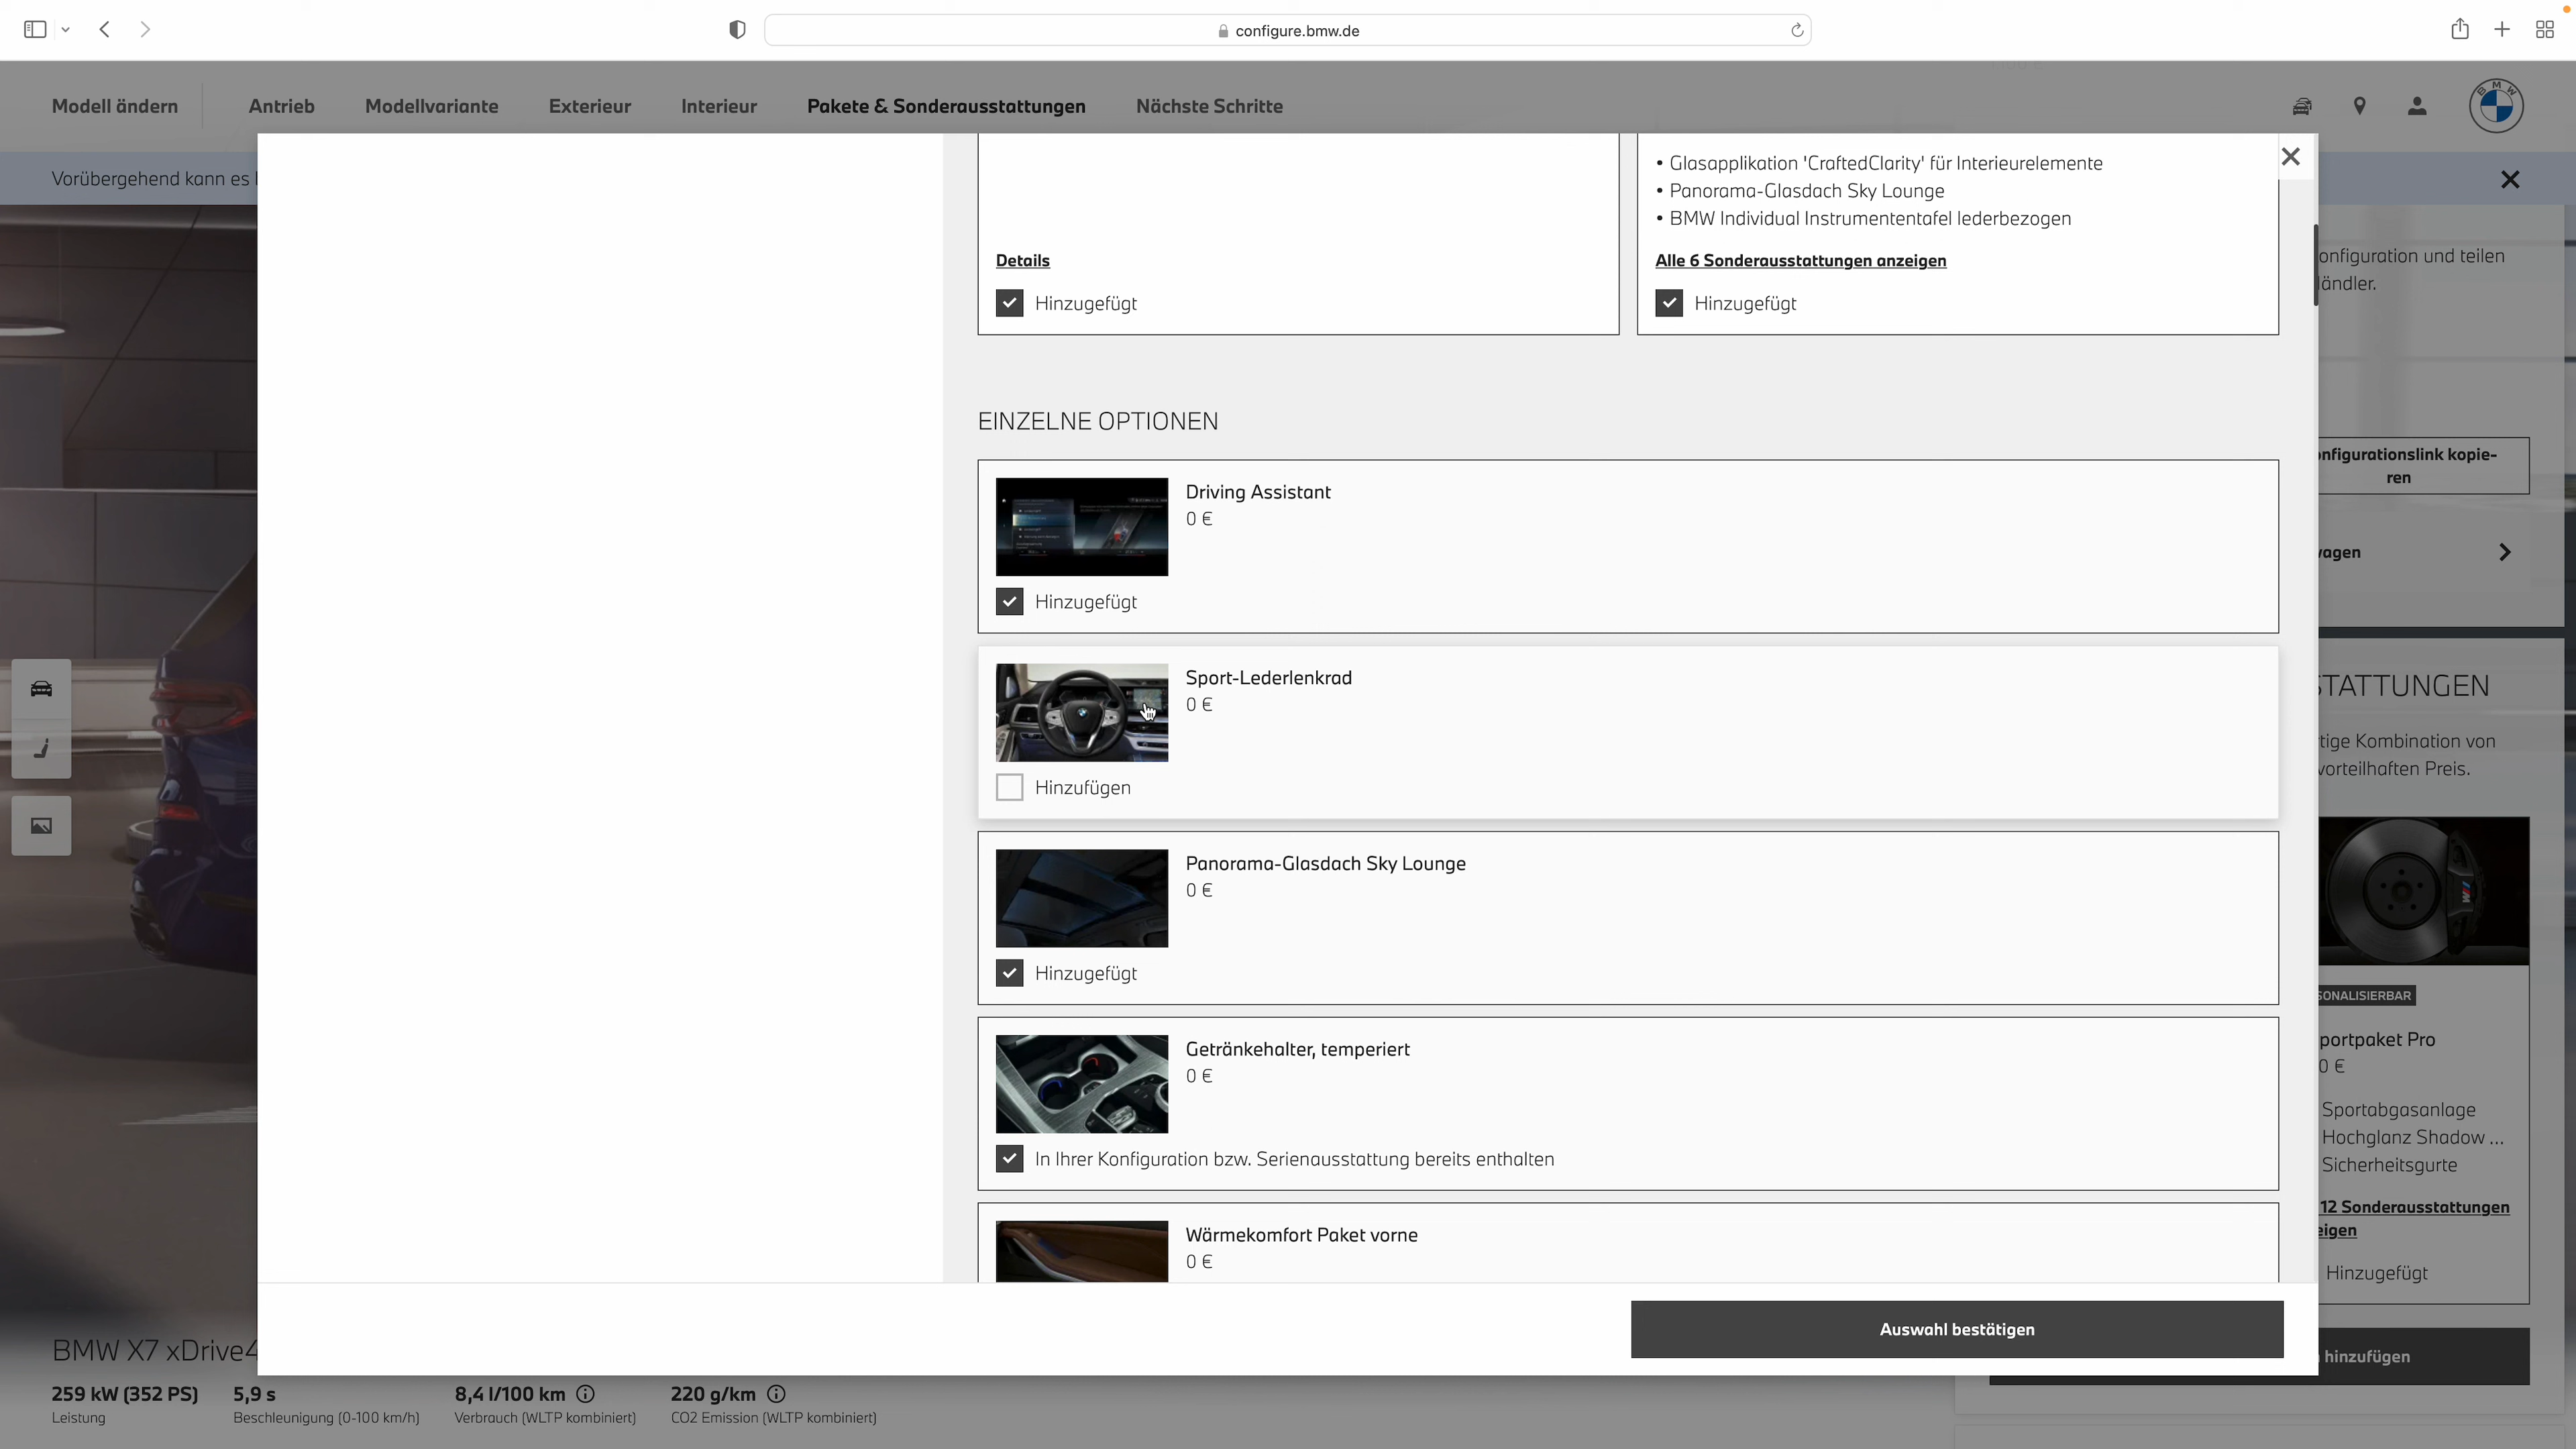 configure.bmw.de
Modell ändern
Antrieb
Modellvariante
Exterieur
Interieur
Pakete & Sonderausstattungen
Nächste Schritte
BMW
Vorübergehend kann es
• Glasapplikation 'CraftedClarity' für Interieurelemente
• Panorama-Glasdach Sky Lounge
• BMW Individual Instrumententafel lederbezogen
Details
Alle 6 Sonderausstattungen anzeigen
Hinzugefügt
Hinzugefügt
EINZELNE OPTIONEN
Driving Assistant
0 €
Hinzugefügt
Sport-Lederlenkrad
0 €
Hinzufügen
Panorama-Glasdach Sky Lounge
0 €
Hinzugefügt
Getränkehalter, temperiert
0 €
In Ihrer Konfiguration bzw. Serienausstattung bereits enthalten
Wärmekomfort Paket vorne
0 €
Auswahl bestätigen
onfiguration und teilen
ändler.
onfigurationslink kopie-
ren
wagen
STATTUNGEN
tige Kombination von
vorteilhaften Preis.
SONALISIERBAR
portpaket Pro
0 €
Sportabgasanlage
Hochglanz Shadow ...
Sicherheitsgurte
12 Sonderausstattungen
eigen
Hinzugefügt
hinzufügen
BMW X7 xDrive4
259 kW (352 PS)
Leistung
5,9 s
Beschleunigung (0-100 km/h)
8,4 l/100 km
Verbrauch (WLTP kombiniert)
220 g/km
CO2 Emission (WLTP kombiniert)